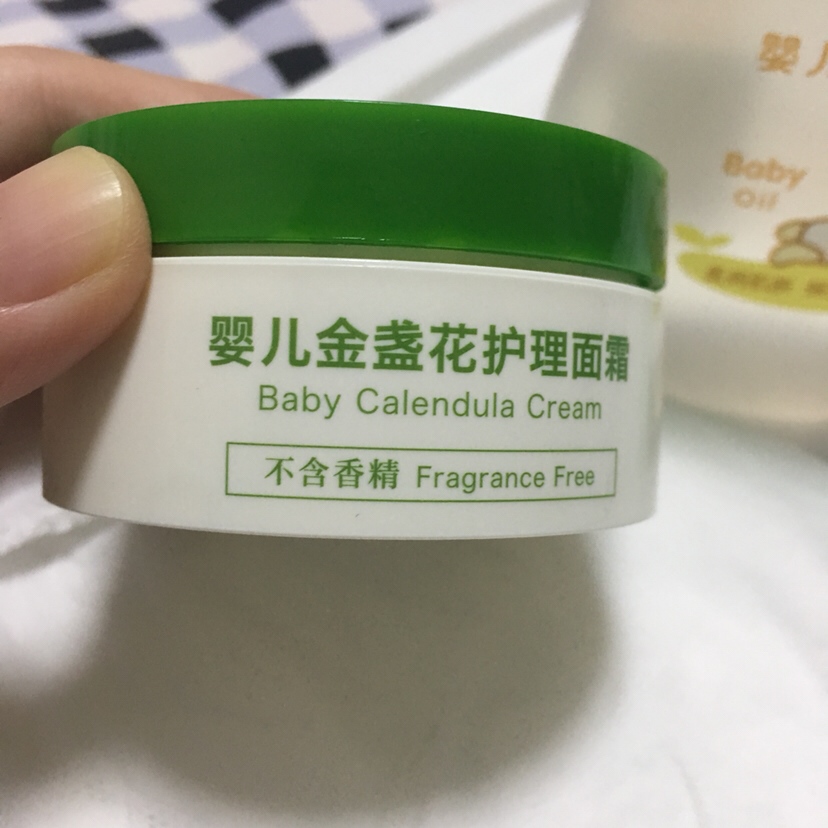 婴儿金盏花护理面霜
Baby Calendula Cream
不含香精 Fragrance Free
婴儿
Baby
Oil